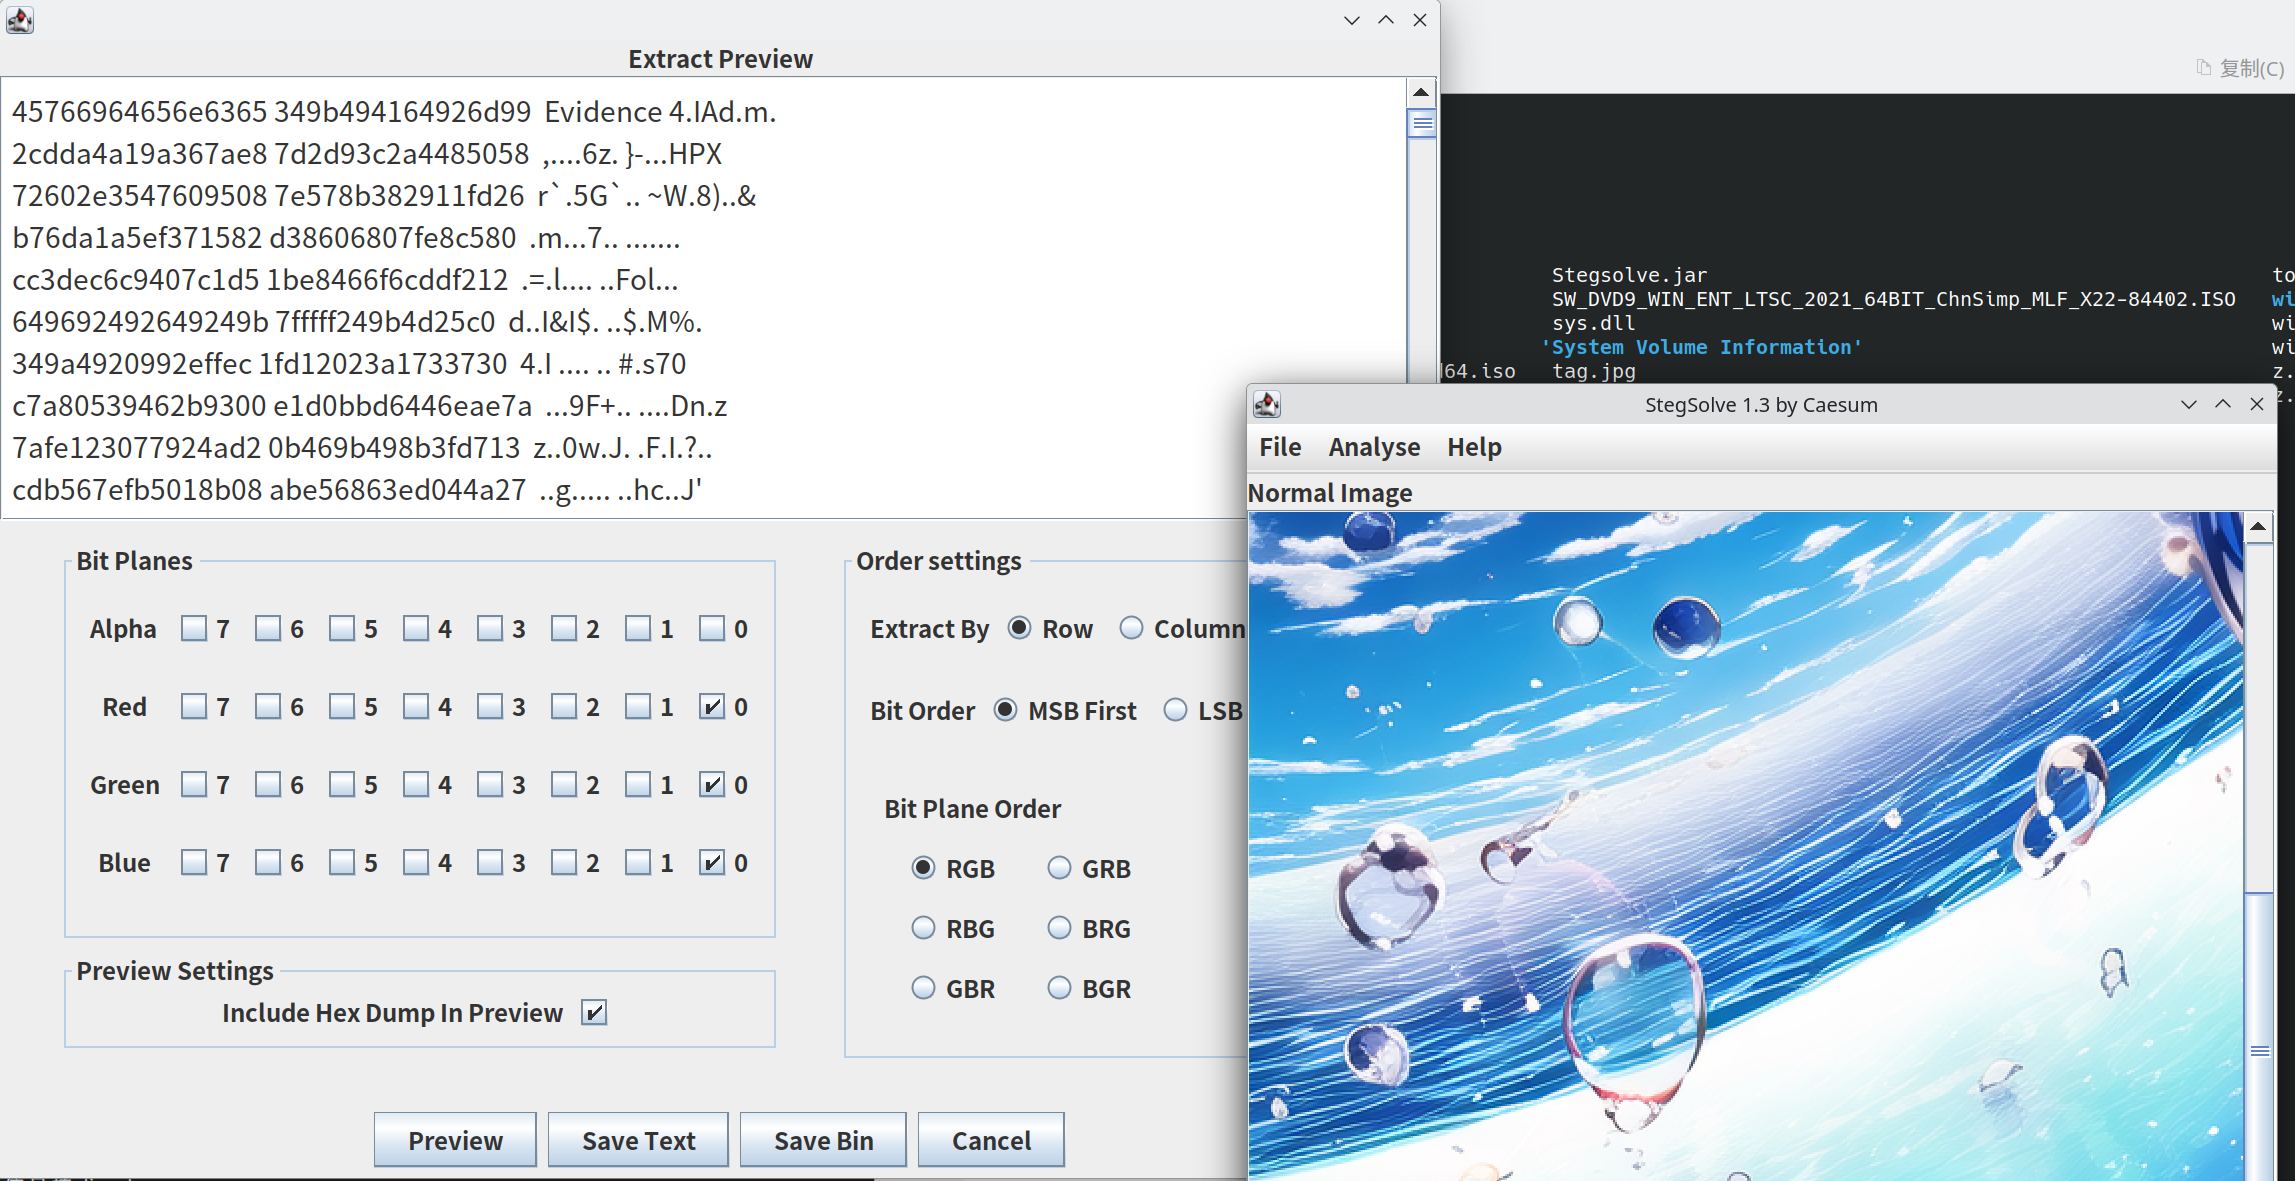 Extract Preview
45766964656e6365 349b494164926d99 Evidence 4.IAd.m.
2cdda4a19a367ae8 7d2d93c2a4485058 ,....6z. }-...HPX
72602e3547609508 7e578b382911fd26 r`.5G`.. ~W.8)..&
b76da1a5ef371582 d38606807fe8c580 .m...7.. .......
cc3dec6c9407c1d5 1be8466f6cddf212 .=.l.... ..Fol...
649692492649249b 7fffff249b4d25c0 d..I&I$. ..$.M%.
349a4920992effec 1fd12023a1733730 4.I .... .. #.s70
c7a80539462b9300 e1d0bbd6446eae7a ...9F+.. ....Dn.z
7afe123077924ad2 0b469b498b3fd713 z..0w.J. .F.I.?..
cdb567efb5018b08 abe56863ed044a27 ..g..... ..hc..J'
Bit Planes
Alpha 7 6 5 4 3 2 1 0
Red 7 6 5 4 3 2 1 0
Green 7 6 5 4 3 2 1 0
Blue 7 6 5 4 3 2 1 0
Preview Settings
Include Hex Dump In Preview
Order settings
Extract By Row Column
Bit Order MSB First LSB
Bit Plane Order
RGB GRB
RBG BRG
GBR BGR
Preview Save Text Save Bin Cancel
复制(C)
Stegsolve.jar to
SW_DVD9_WIN_ENT_LTSC_2021_64BIT_ChnSimp_MLF_X22-84402.ISO wi
sys.dll wi
'System Volume Information' wi
64.iso tag.jpg z.
z.
StegSolve 1.3 by Caesum
File Analyse Help
Normal Image